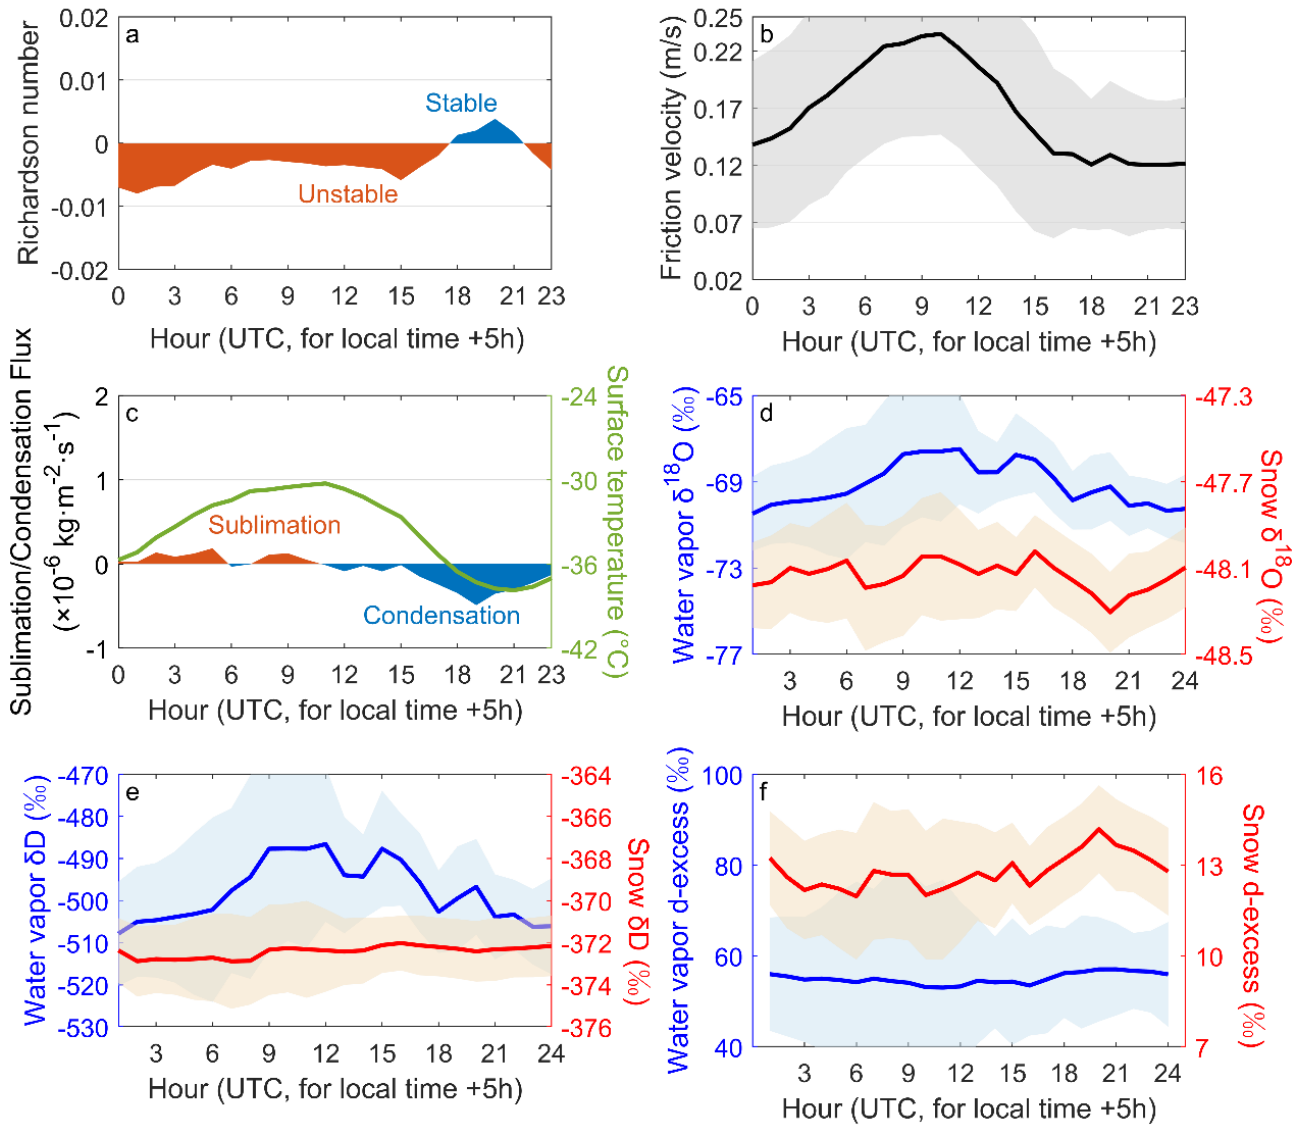 a
0.02
0.01
0
-0.01
-0.02
Richardson number
Stable
Unstable
0 3 6 9 12 15 18 21 23
Hour (UTC, for local time +5h)
b
0.25
0.22
0.17
0.12
0.07
0.02
Friction velocity (m/s)
0 3 6 9 12 15 18 21 23
Hour (UTC, for local time +5h)
c
Sublimation/Condensation Flux
(×10⁻⁶ kg·m⁻²·s⁻¹)
2
1
0
-1
Sublimation
Condensation
-24
-30
-36
-42
Surface temperature (°C)
0 3 6 9 12 15 18 21 23
Hour (UTC, for local time +5h)
d
-65
-69
-73
-77
Water vapor δ¹⁸O (‰)
-47.3
-47.7
-48.1
-48.5
Snow δ¹⁸O (‰)
3 6 9 12 15 18 21 24
Hour (UTC, for local time +5h)
e
-470
-480
-490
-500
-510
-520
-530
Water vapor δD (‰)
-364
-366
-368
-370
-372
-374
-376
Snow δD (‰)
3 6 9 12 15 18 21 24
Hour (UTC, for local time +5h)
f
100
80
60
40
Water vapor d-excess (‰)
16
13
10
7
Snow d-excess (‰)
3 6 9 12 15 18 21 24
Hour (UTC, for local time +5h)